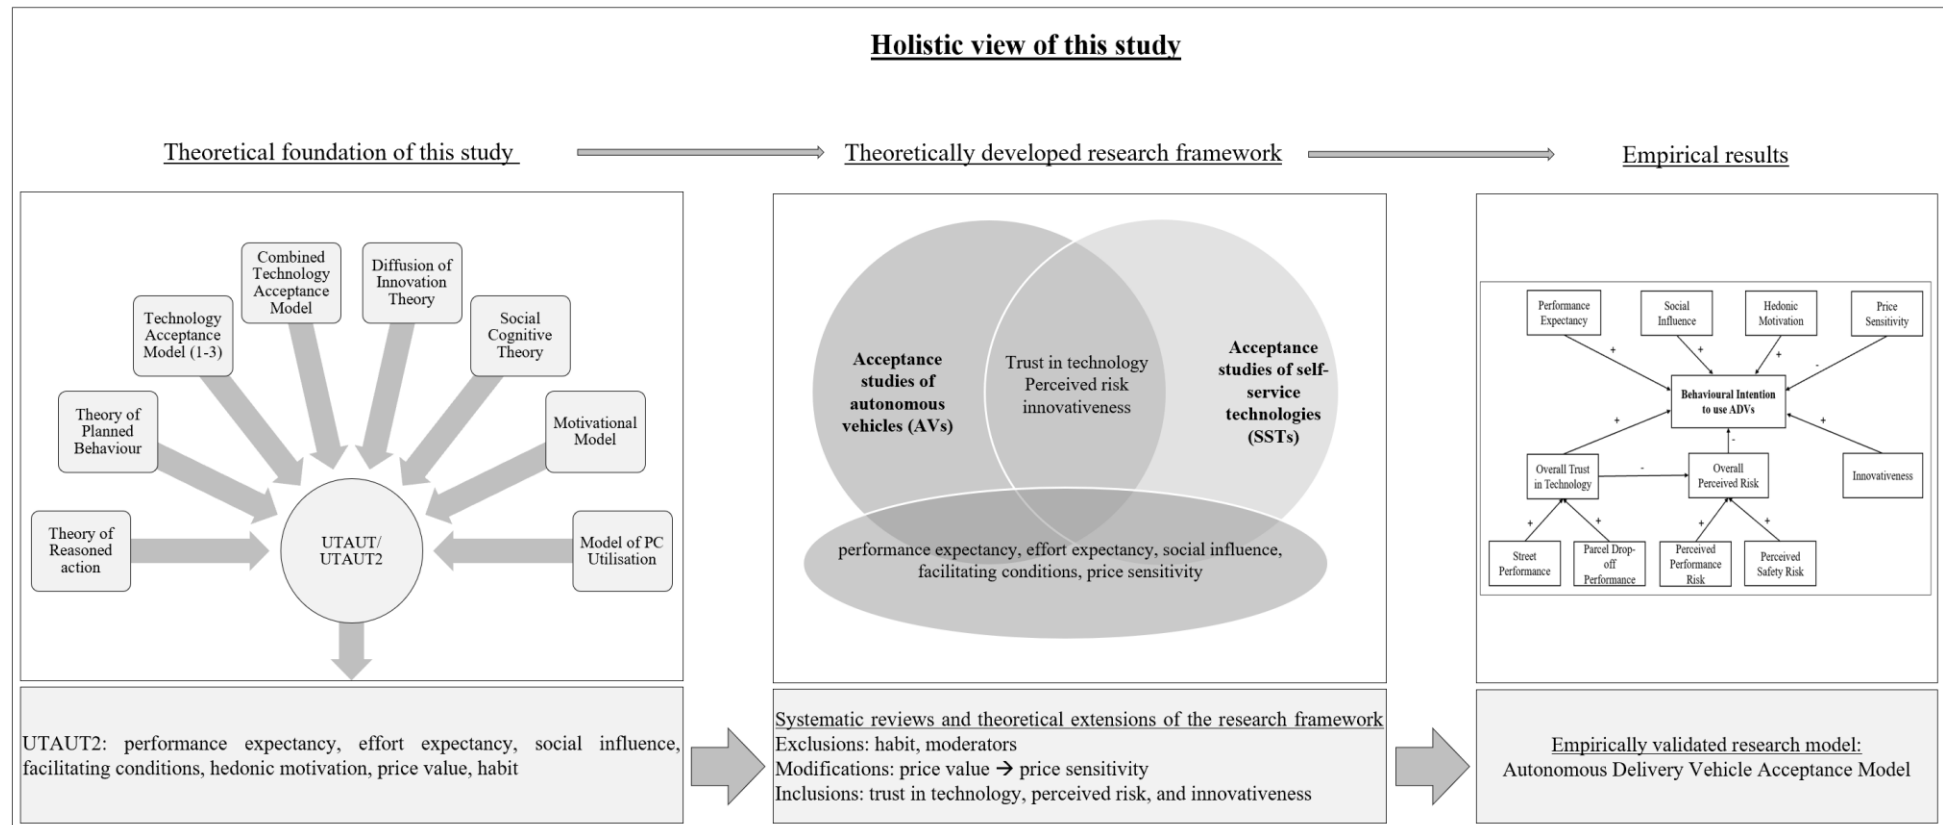 Holistic view of this study
Theoretical foundation of this study
Theoretically developed research framework
Empirical results
Combined
Technology
Acceptance
Model
Diffusion of
Innovation
Theory
Technology
Acceptance
Model (1-3)
Social
Cognitive
Theory
Theory of
Planned
Behaviour
Motivational
Model
Theory of
Reasoned
action
UTAUT/
UTAUT2
Model of PC
Utilisation
UTAUT2: performance expectancy, effort expectancy, social influence,
facilitating conditions, hedonic motivation, price value, habit
Acceptance
studies of
autonomous
vehicles (AVs)
Trust in technology
Perceived risk
innovativeness
Acceptance
studies of self-
service
technologies
(SSTs)
performance expectancy, effort expectancy, social influence,
facilitating conditions, price sensitivity
Systematic reviews and theoretical extensions of the research framework
Exclusions: habit, moderators
Modifications: price value → price sensitivity
Inclusions: trust in technology, perceived risk, and innovativeness
Performance
Expectancy
Social
Influence
Hedonic
Motivation
Price
Sensitivity
+
+
+
-
Behavioural Intention
to use ADVs
+
-
+
Overall Trust
in Technology
-
Overall
Perceived Risk
Innovativeness
+
+
+
+
Street
Performance
Parcel Drop-
off
Performance
Perceived
Performance
Risk
Perceived
Safety Risk
Empirically validated research model:
Autonomous Delivery Vehicle Acceptance Model